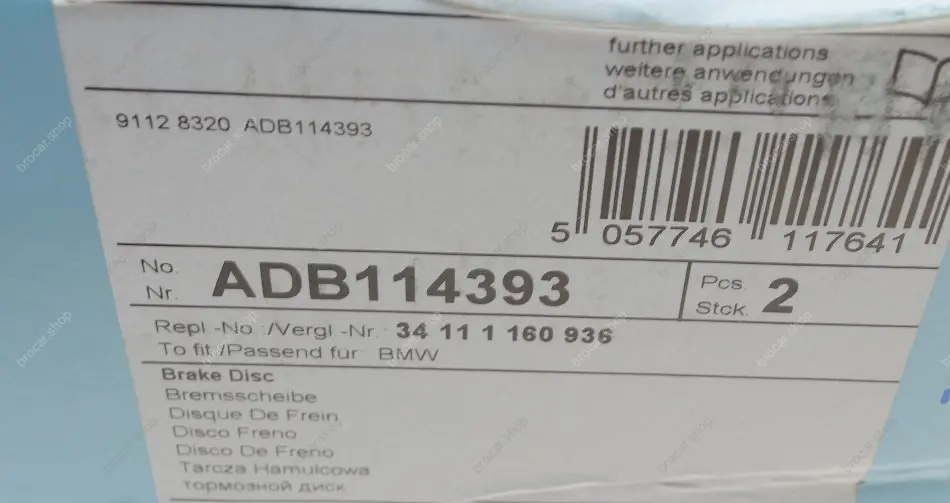 further applications
weitere anwendungen
d'autres applications
9112 8320 ADB114393
5 057746 117641
No. Nr. ADB114393
Pcs. Stck. 2
Repl.-No.:/Vergl.-Nr.: 34 11 1 160 936
To fit:/Passend für BMW
Brake Disc
Bremsscheibe
Disque De Frein
Disco Freno
Disco De Freno
Tarcza Hamulcowa
тормозной диск
brocar.shop